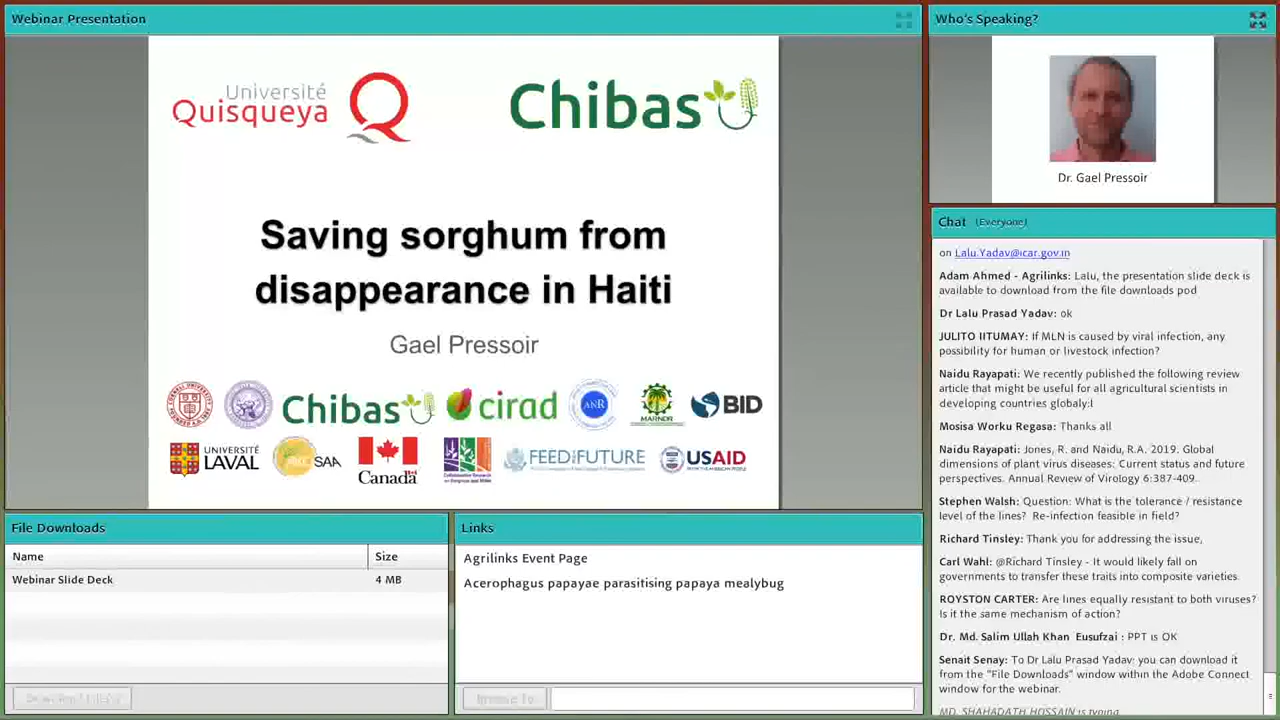 Webinar Presentation
Université
Quisqueya
Chibas
Saving sorghum from
disappearance in Haiti
Gael Pressoir
Chibas
cirad
ANR
MARNDR
BID
UNIVERSITÉ
LAVAL
SAA
Canada
FEED THE FUTURE
USAID
File Downloads
Name Size
Webinar Slide Deck 4 MB
Links
Agrilinks Event Page
Acerophagus papayae parasitising papaya mealybug
Browse To
Who's Speaking?
Dr. Gael Pressoir
Chat (Everyone)
on Lalu.Yadav@icar.gov.in
Adam Ahmed - Agrilinks: Lalu, the presentation slide deck is
available to download from the file downloads pod
Dr Lalu Prasad Yadav: ok
JULITO IITUMAY: If MLN is caused by viral infection, any
possibility for human or livestock infection?
Naidu Rayapati: We recently published the following review
article that might be useful for all agricultural scientists in
developing countries globaly:I
Mosisa Worku Regasa: Thanks all
Naidu Rayapati: Jones, R. and Naidu, R.A. 2019. Global
dimensions of plant virus diseases: Current status and future
perspectives. Annual Review of Virology 6:387-409.
Stephen Walsh: Question: What is the tolerance / resistance
level of the lines? Re-infection feasible in field?
Richard Tinsley: Thank you for addressing the issue,
Carl Wahl: @Richard Tinsley - It would likely fall on
governments to transfer these traits into composite varieties.
ROYSTON CARTER: Are lines equally resistant to both viruses?
Is it the same mechanism of action?
Dr. Md. Salim Ullah Khan Eusufzai : PPT is OK
Senait Senay: To Dr Lalu Prasad Yadav: you can download it
from the "File Downloads" window within the Adobe Connect
window for the webinar.
MD. SHAHADATH HOSSAIN is typing